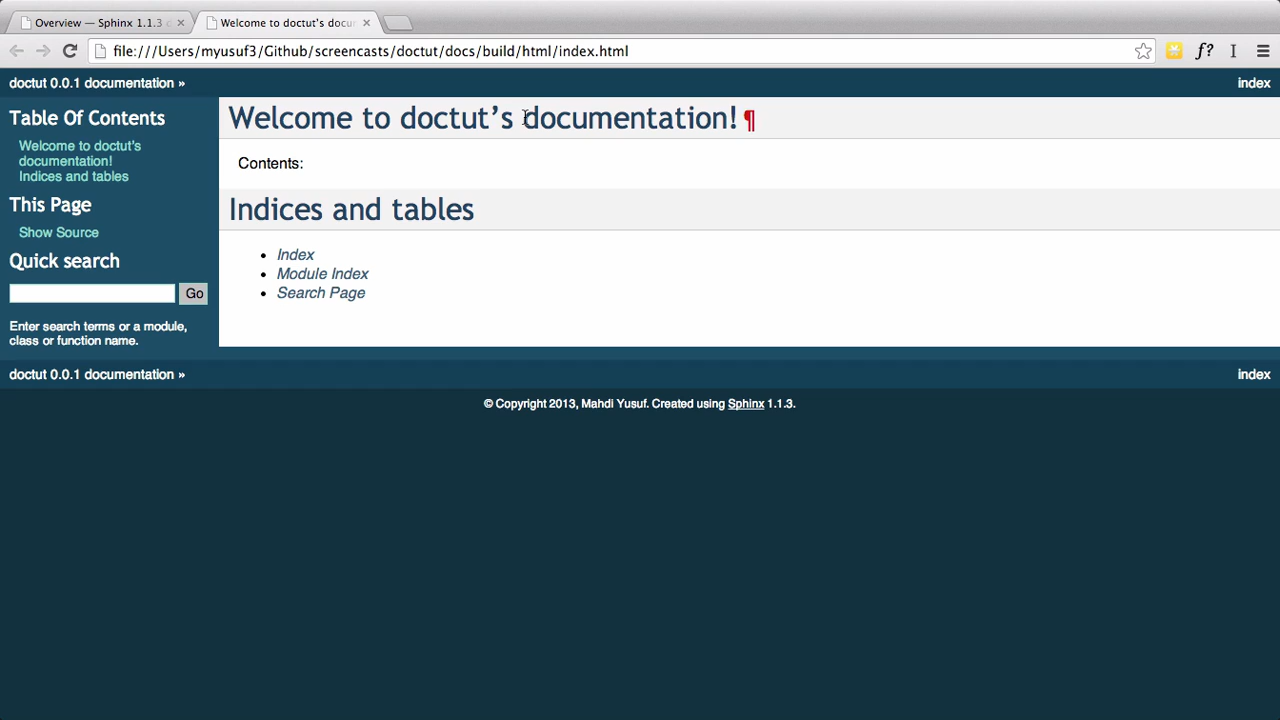 Overview — Sphinx 1.1.3
Welcome to doctut's docu
file:///Users/myusuf3/Github/screencasts/doctut/docs/build/html/index.html
f?
doctut 0.0.1 documentation »
index
Table Of Contents
Welcome to doctut's
documentation!
Indices and tables
This Page
Show Source
Quick search
Go
Enter search terms or a module,
class or function name.
Welcome to doctut's documentation! ¶
Contents:
Indices and tables
• Index
• Module Index
• Search Page
doctut 0.0.1 documentation »
index
© Copyright 2013, Mahdi Yusuf. Created using Sphinx 1.1.3.